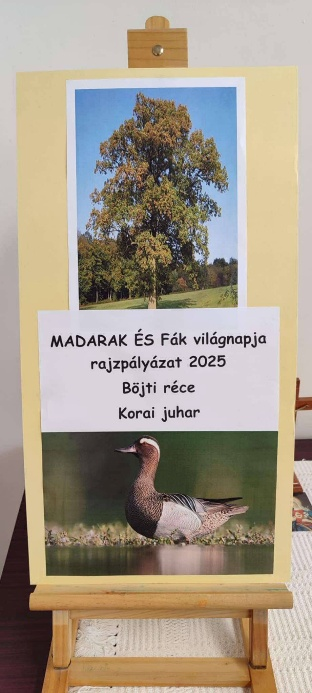 MADARAK ÉS Fák világnapja
rajzpályázat 2025
Böjti réce
Korai juhar